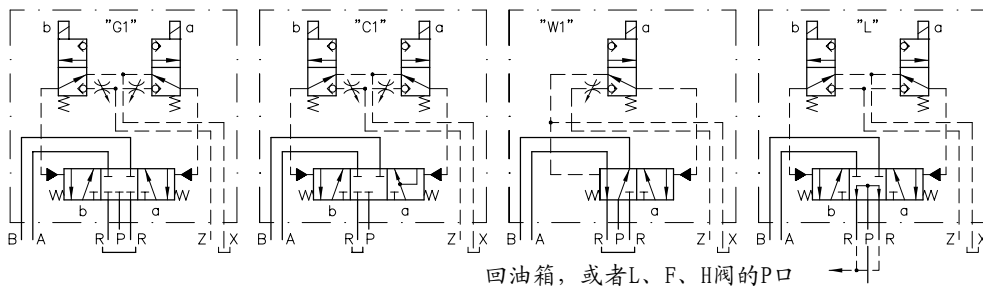 "G1" "C1" "W1" "L"
b a b a a b a
b a b a a b a
B A R P R Z X B A R P Z X B A R P R Z X B A R P R Z X
回油箱，或者L、F、H阀的P口